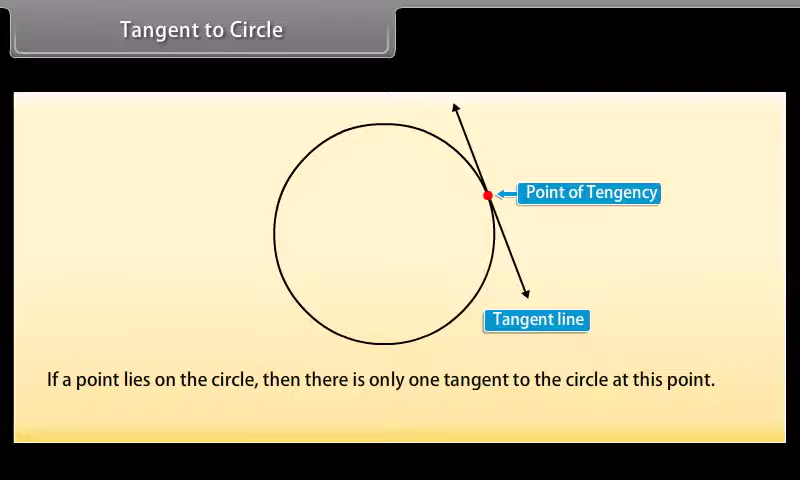 Tangent to Circle
Point of Tengency
Tangent line
If a point lies on the circle, then there is only one tangent to the circle at this point.